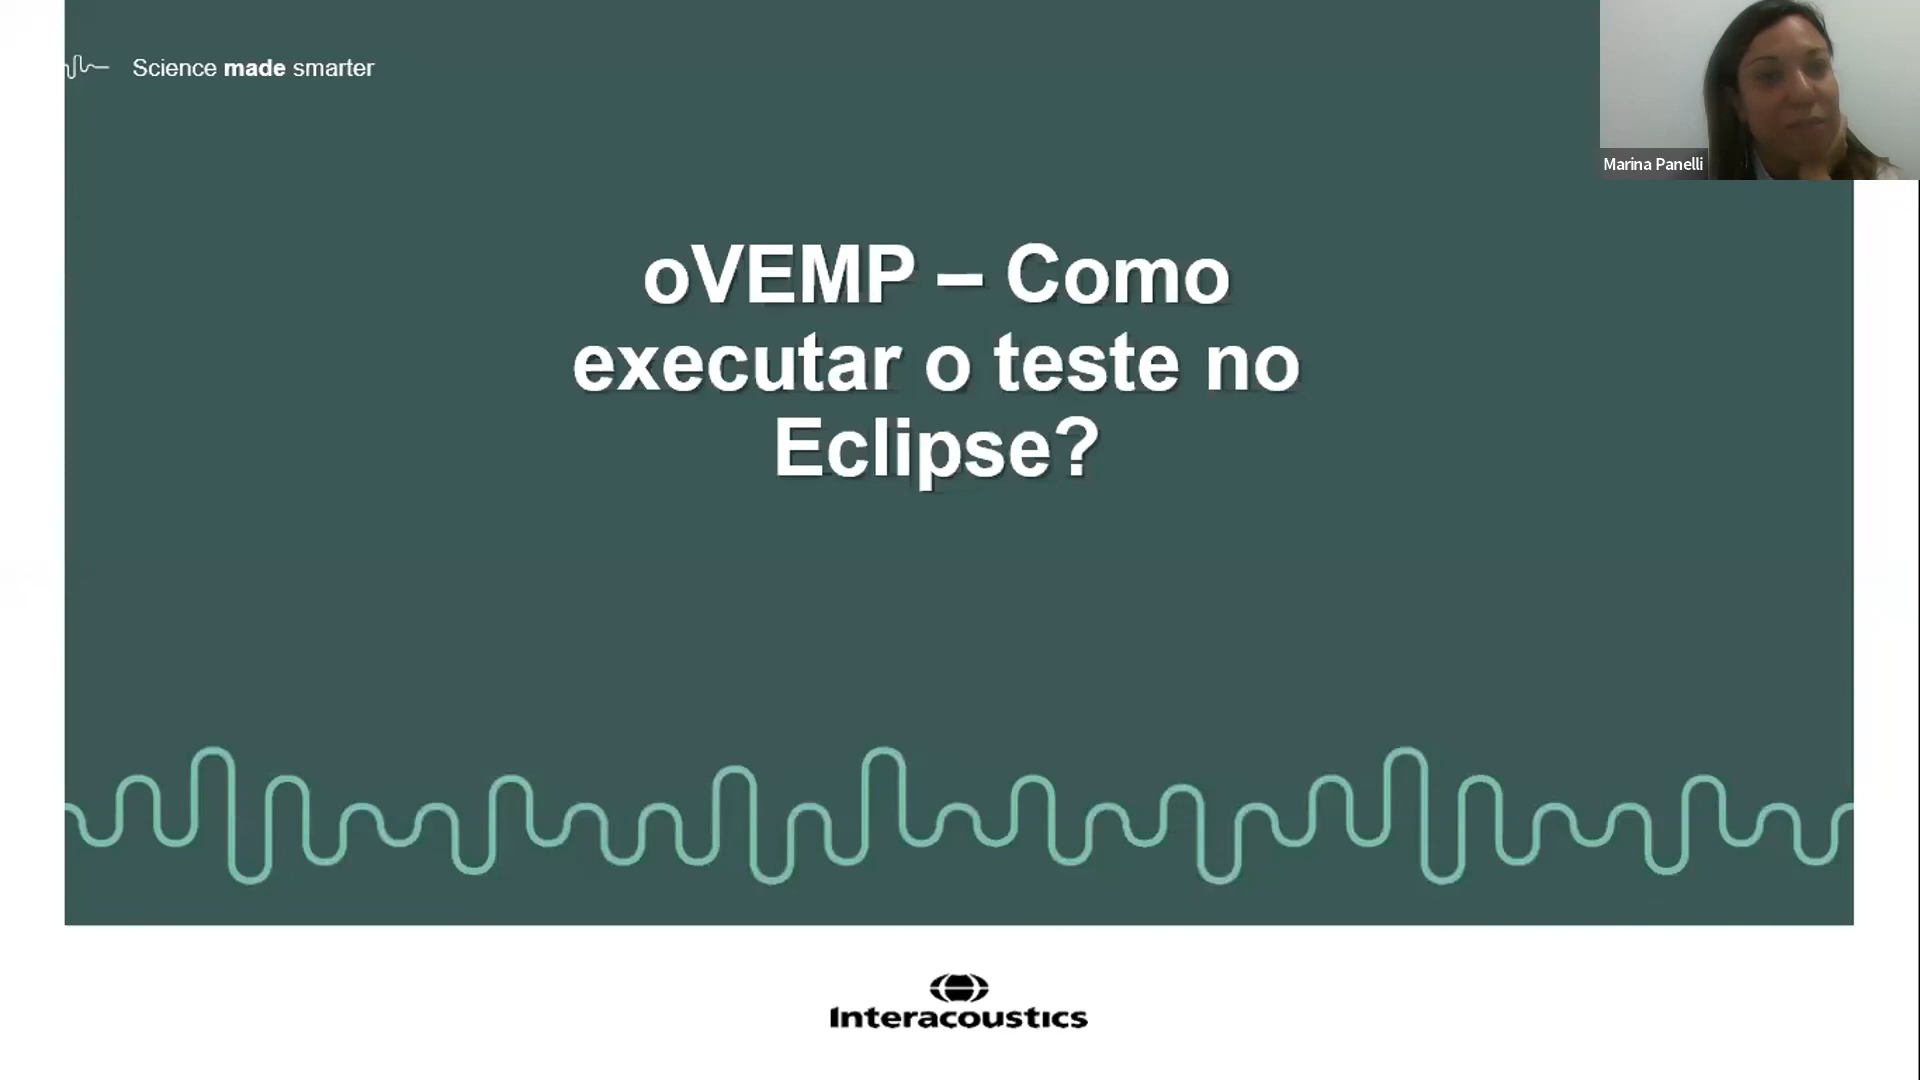 Science made smarter
Marina Panelli
oVEMP – Como
executar o teste no
Eclipse?
Interacoustics